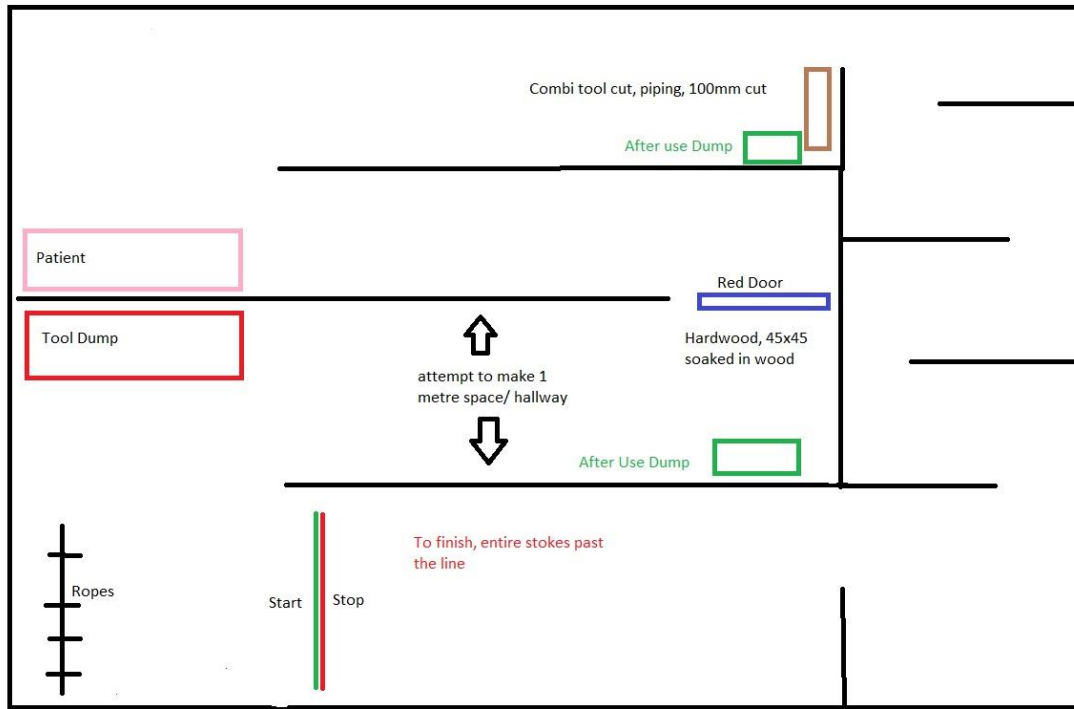 Combi tool cut, piping, 100mm cut
After use Dump
Patient
Red Door
Tool Dump
Hardwood, 45x45
soaked in wood
attempt to make 1
metre space/ hallway
After Use Dump
To finish, entire stokes past
the line
Ropes
Start
Stop